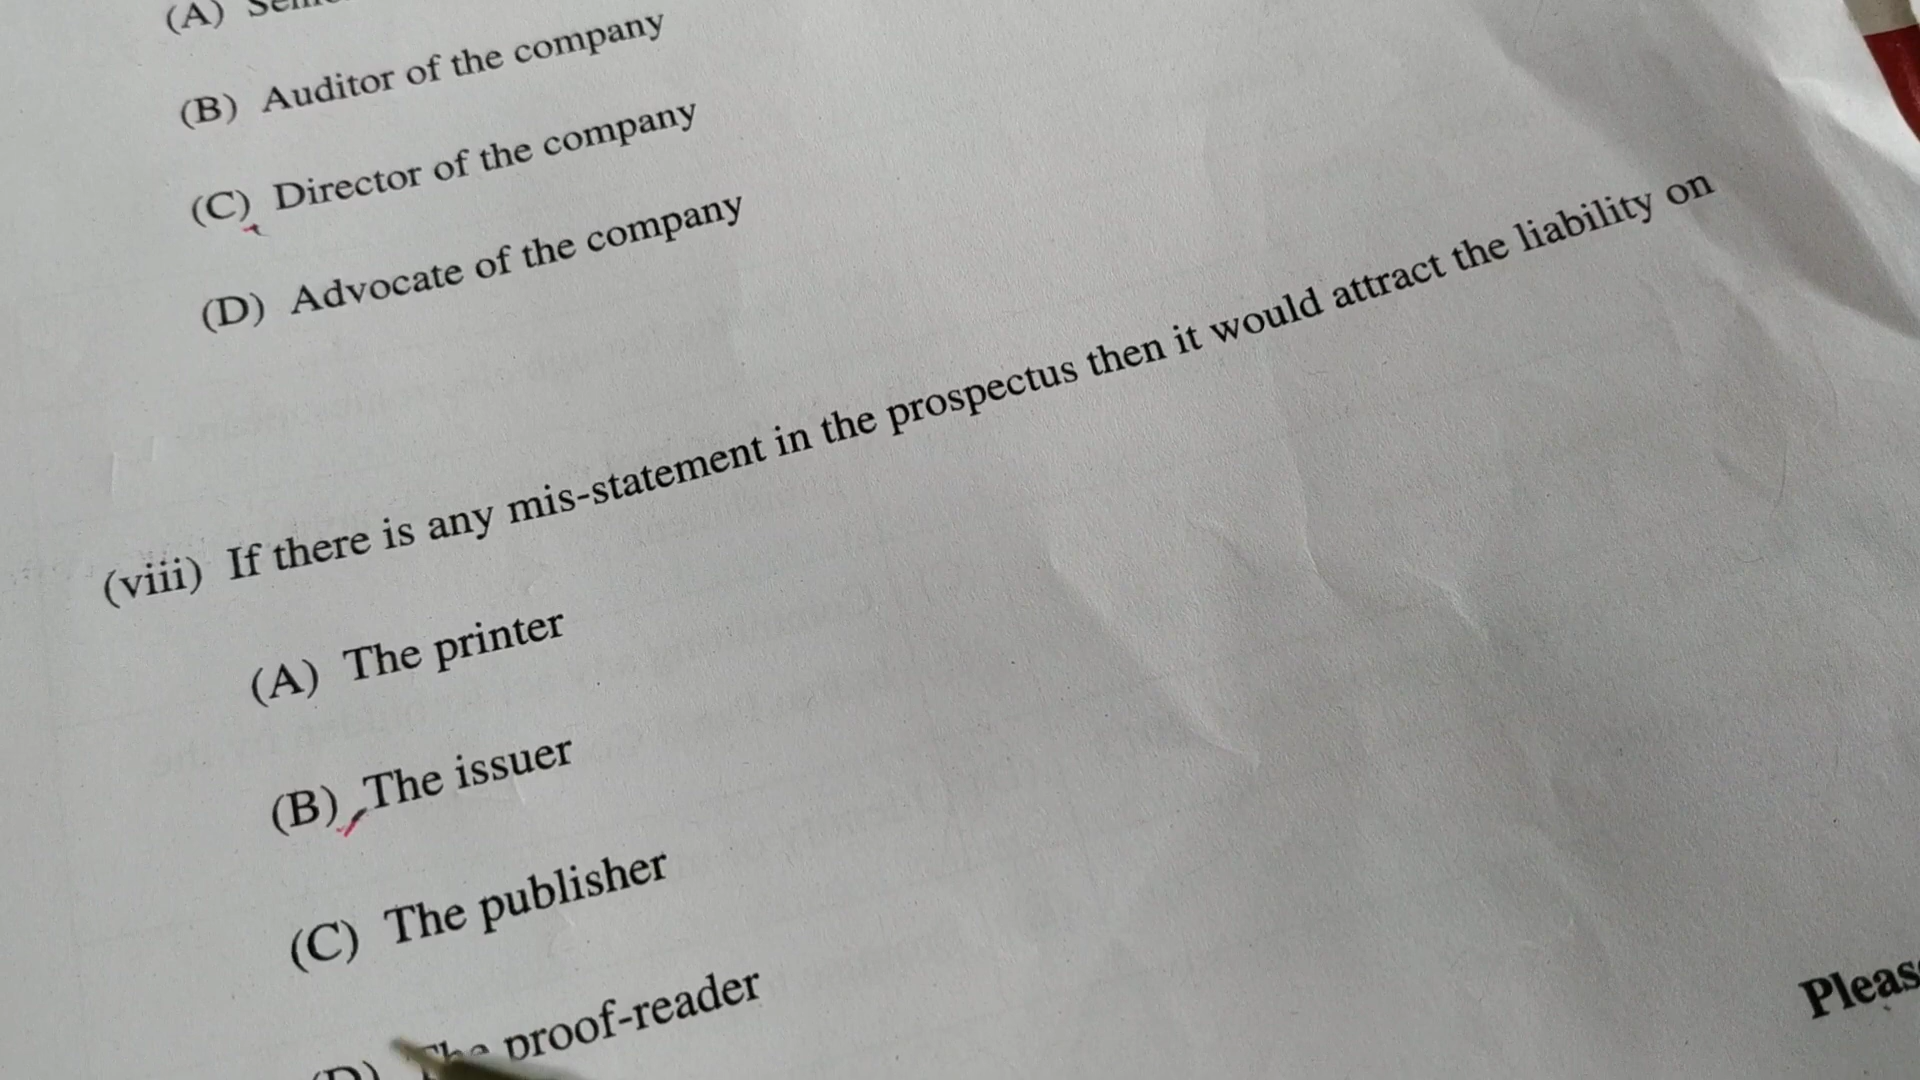 (A)
(B) Auditor of the company
(C) Director of the company
(D) Advocate of the company
(viii) If there is any mis-statement in the prospectus then it would attract the liability on
(A) The printer
(B) The issuer
(C) The publisher
(D) The proof-reader